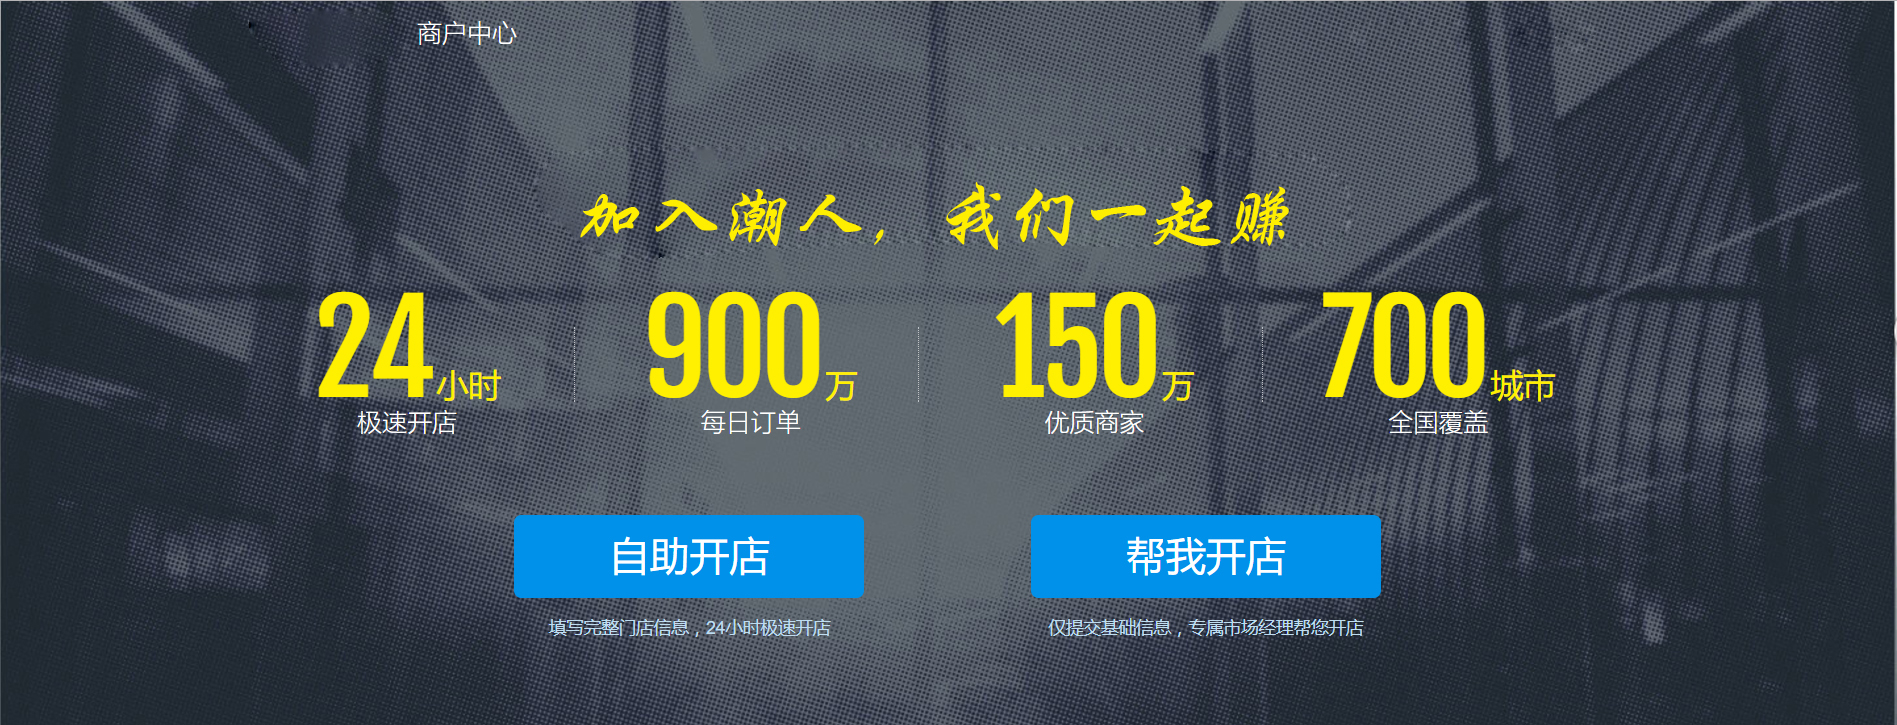 商户中心
加入潮人，我们一起赚
24小时
900万
150万
700城市
极速开店
每日订单
优质商家
全国覆盖
自助开店
帮我开店
填写完整门店信息，24小时极速开店
仅提交基础信息，专属市场经理帮您开店